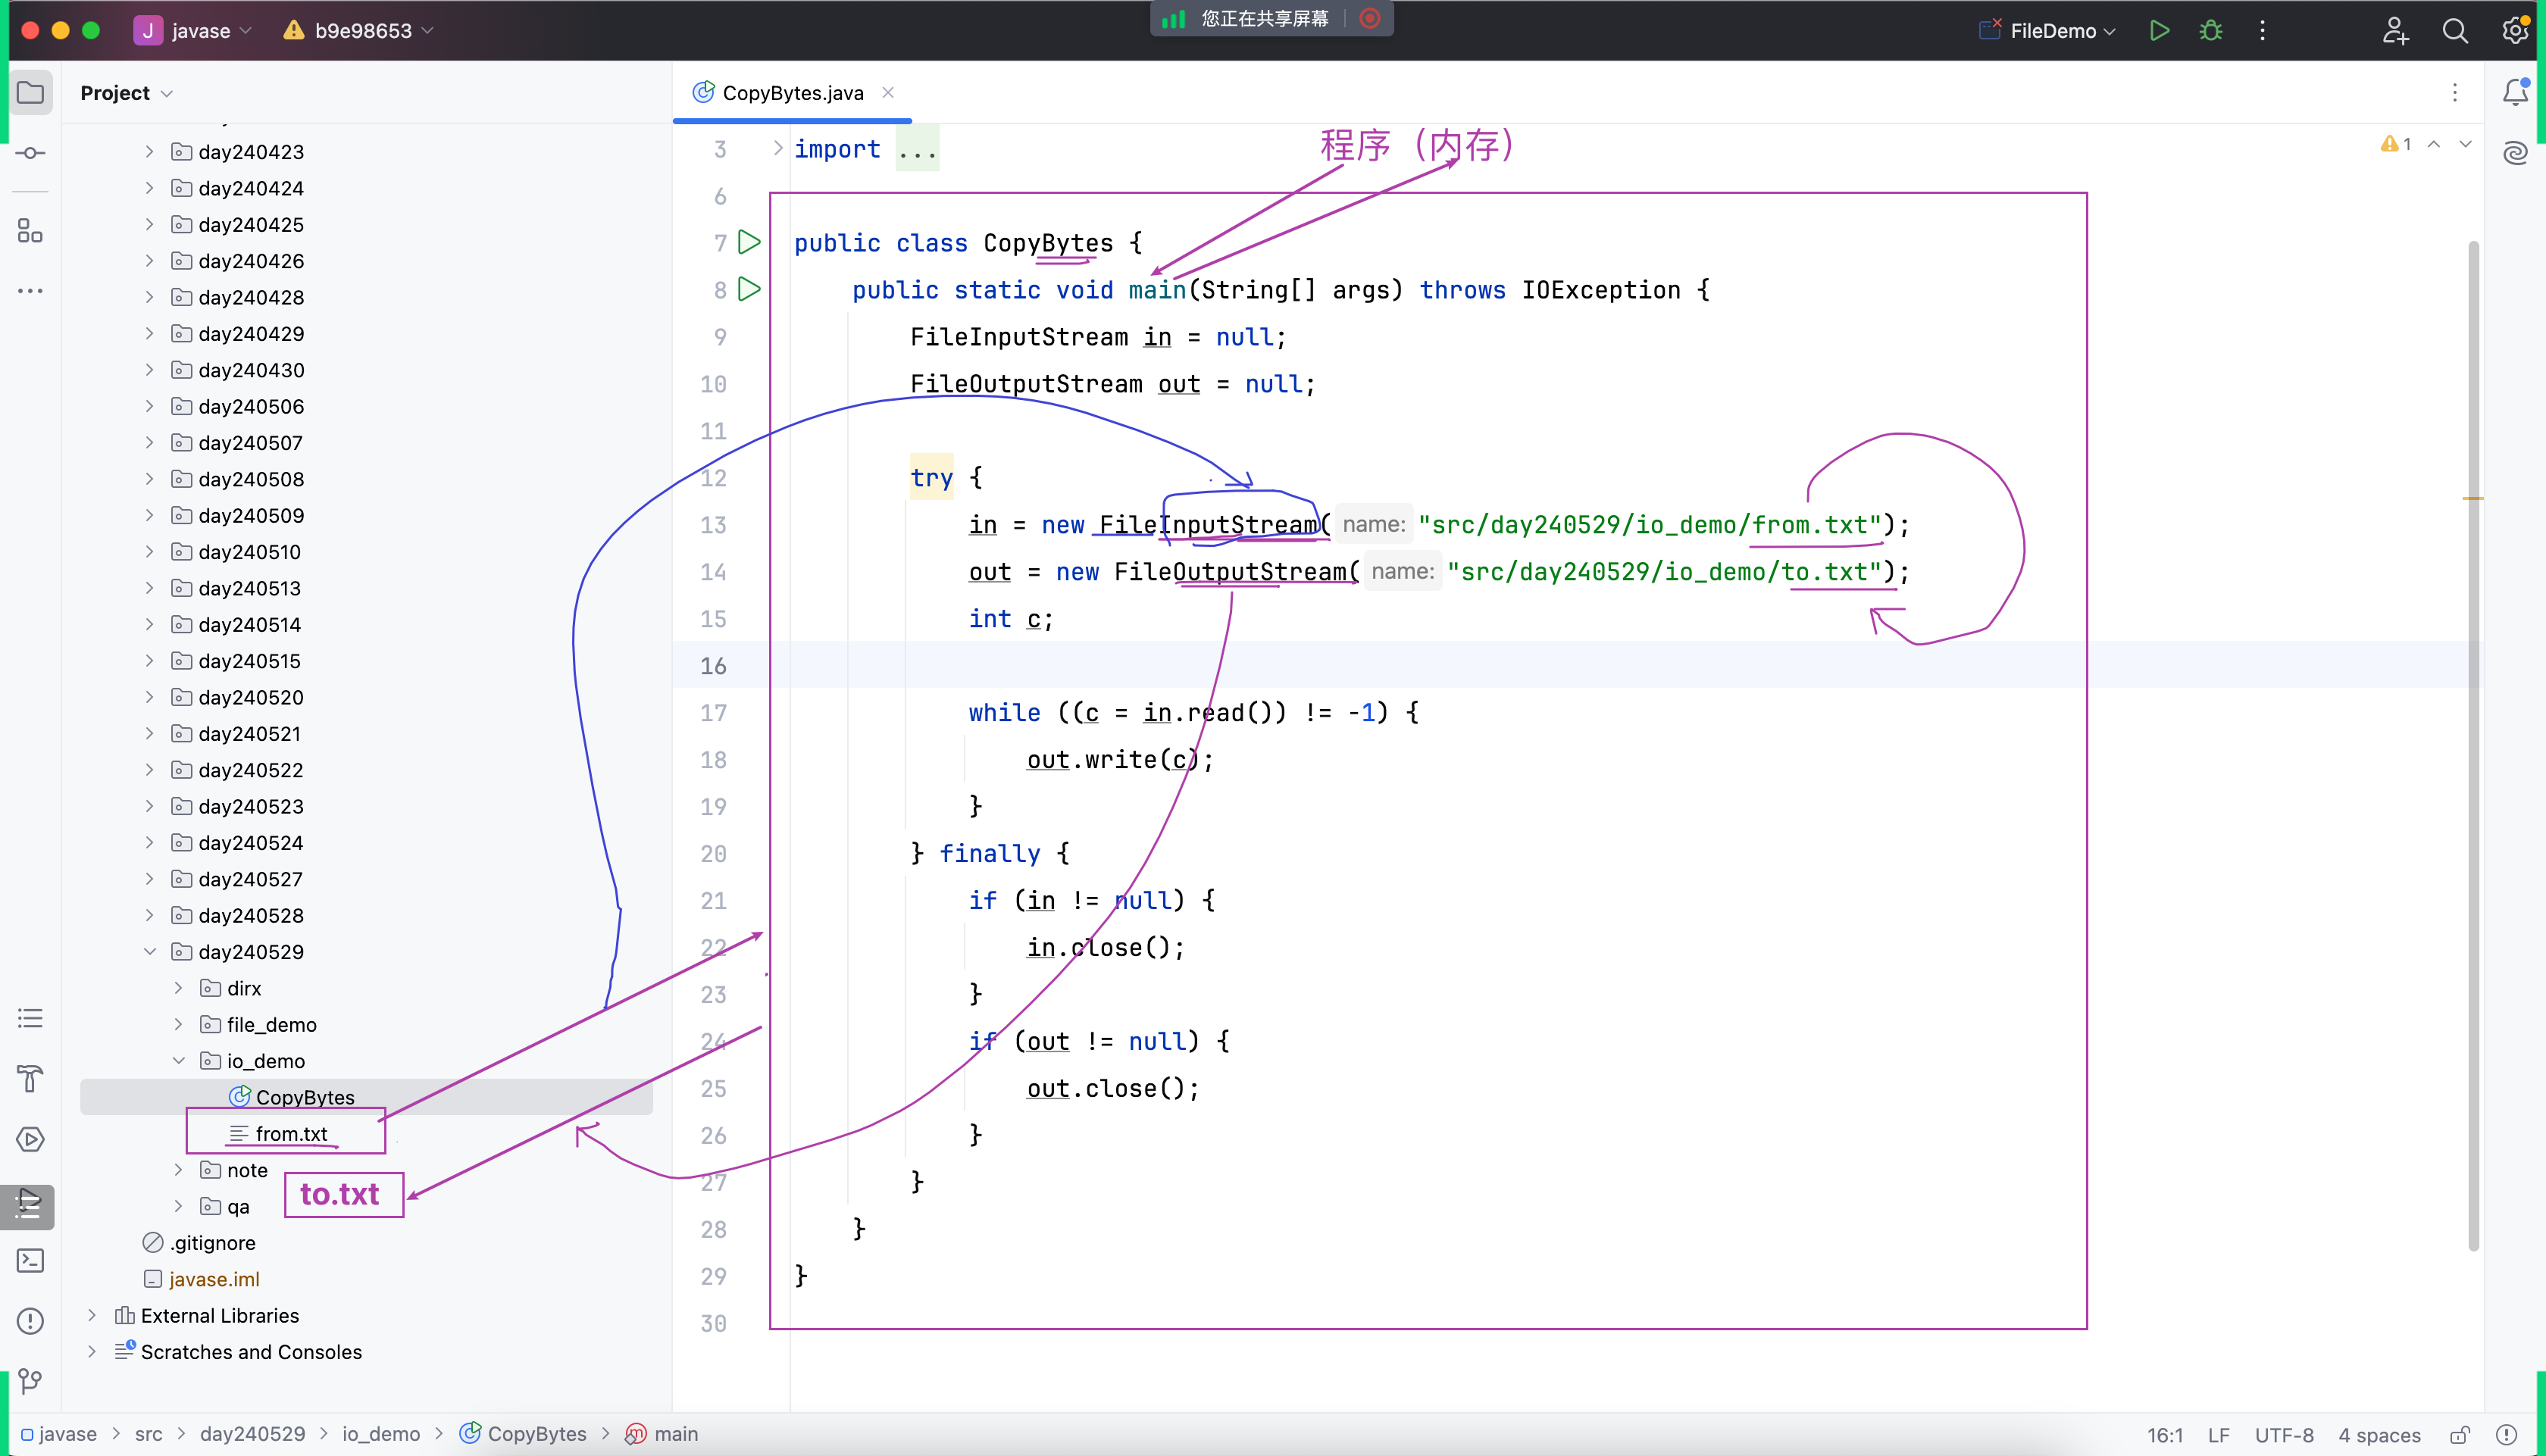 J javase
b9e98653
您正在共享屏幕
FileDemo
Project
CopyBytes.java
day240423
day240424
day240425
day240426
day240428
day240429
day240430
day240506
day240507
day240508
day240509
day240510
day240513
day240514
day240515
day240520
day240521
day240522
day240523
day240524
day240527
day240528
day240529
dirx
file_demo
io_demo
CopyBytes
from.txt
note
to.txt
qa
.gitignore
javase.iml
External Libraries
Scratches and Consoles
程序（内存）
1
3 import ...
6
7 public class CopyBytes {
8 public static void main(String[] args) throws IOException {
9 FileInputStream in = null;
10 FileOutputStream out = null;
11
12 try {
13 in = new FileInputStream( name: "src/day240529/io_demo/from.txt");
14 out = new FileOutputStream( name: "src/day240529/io_demo/to.txt");
15 int c;
16
17 while ((c = in.read()) != -1) {
18 out.write(c);
19 }
20 } finally {
21 if (in != null) {
22 in.close();
23 }
24 if (out != null) {
25 out.close();
26 }
27 }
28 }
29 }
30
javase > src > day240529 > io_demo > CopyBytes > m main
16:1 LF UTF-8 4 spaces